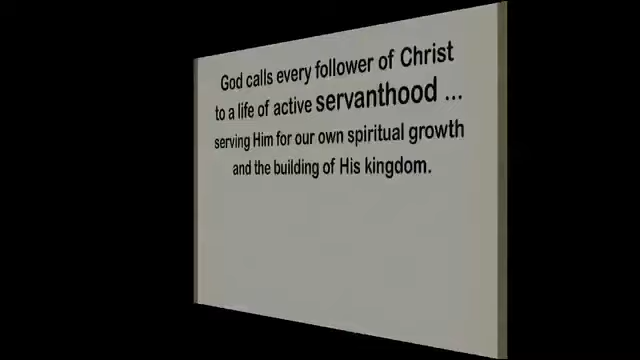 God calls every follower of Christ
to a life of active servanthood ...
serving Him for our own spiritual growth
and the building of His kingdom.